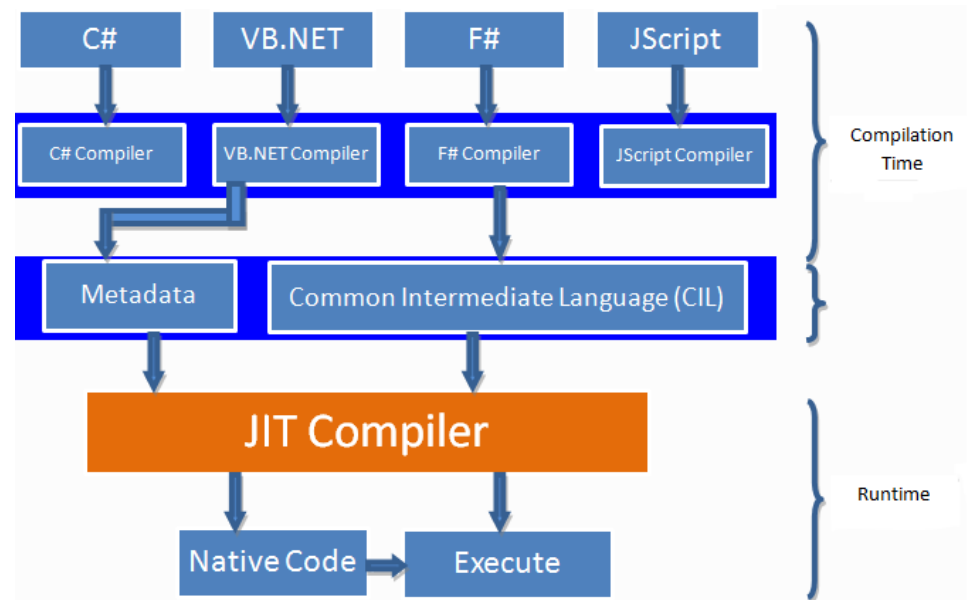 C#
VB.NET
F#
JScript
C# Compiler
VB.NET Compiler
F# Compiler
JScript Compiler
Compilation
Time
Metadata
Common Intermediate Language (CIL)
JIT Compiler
Runtime
Native Code
Execute